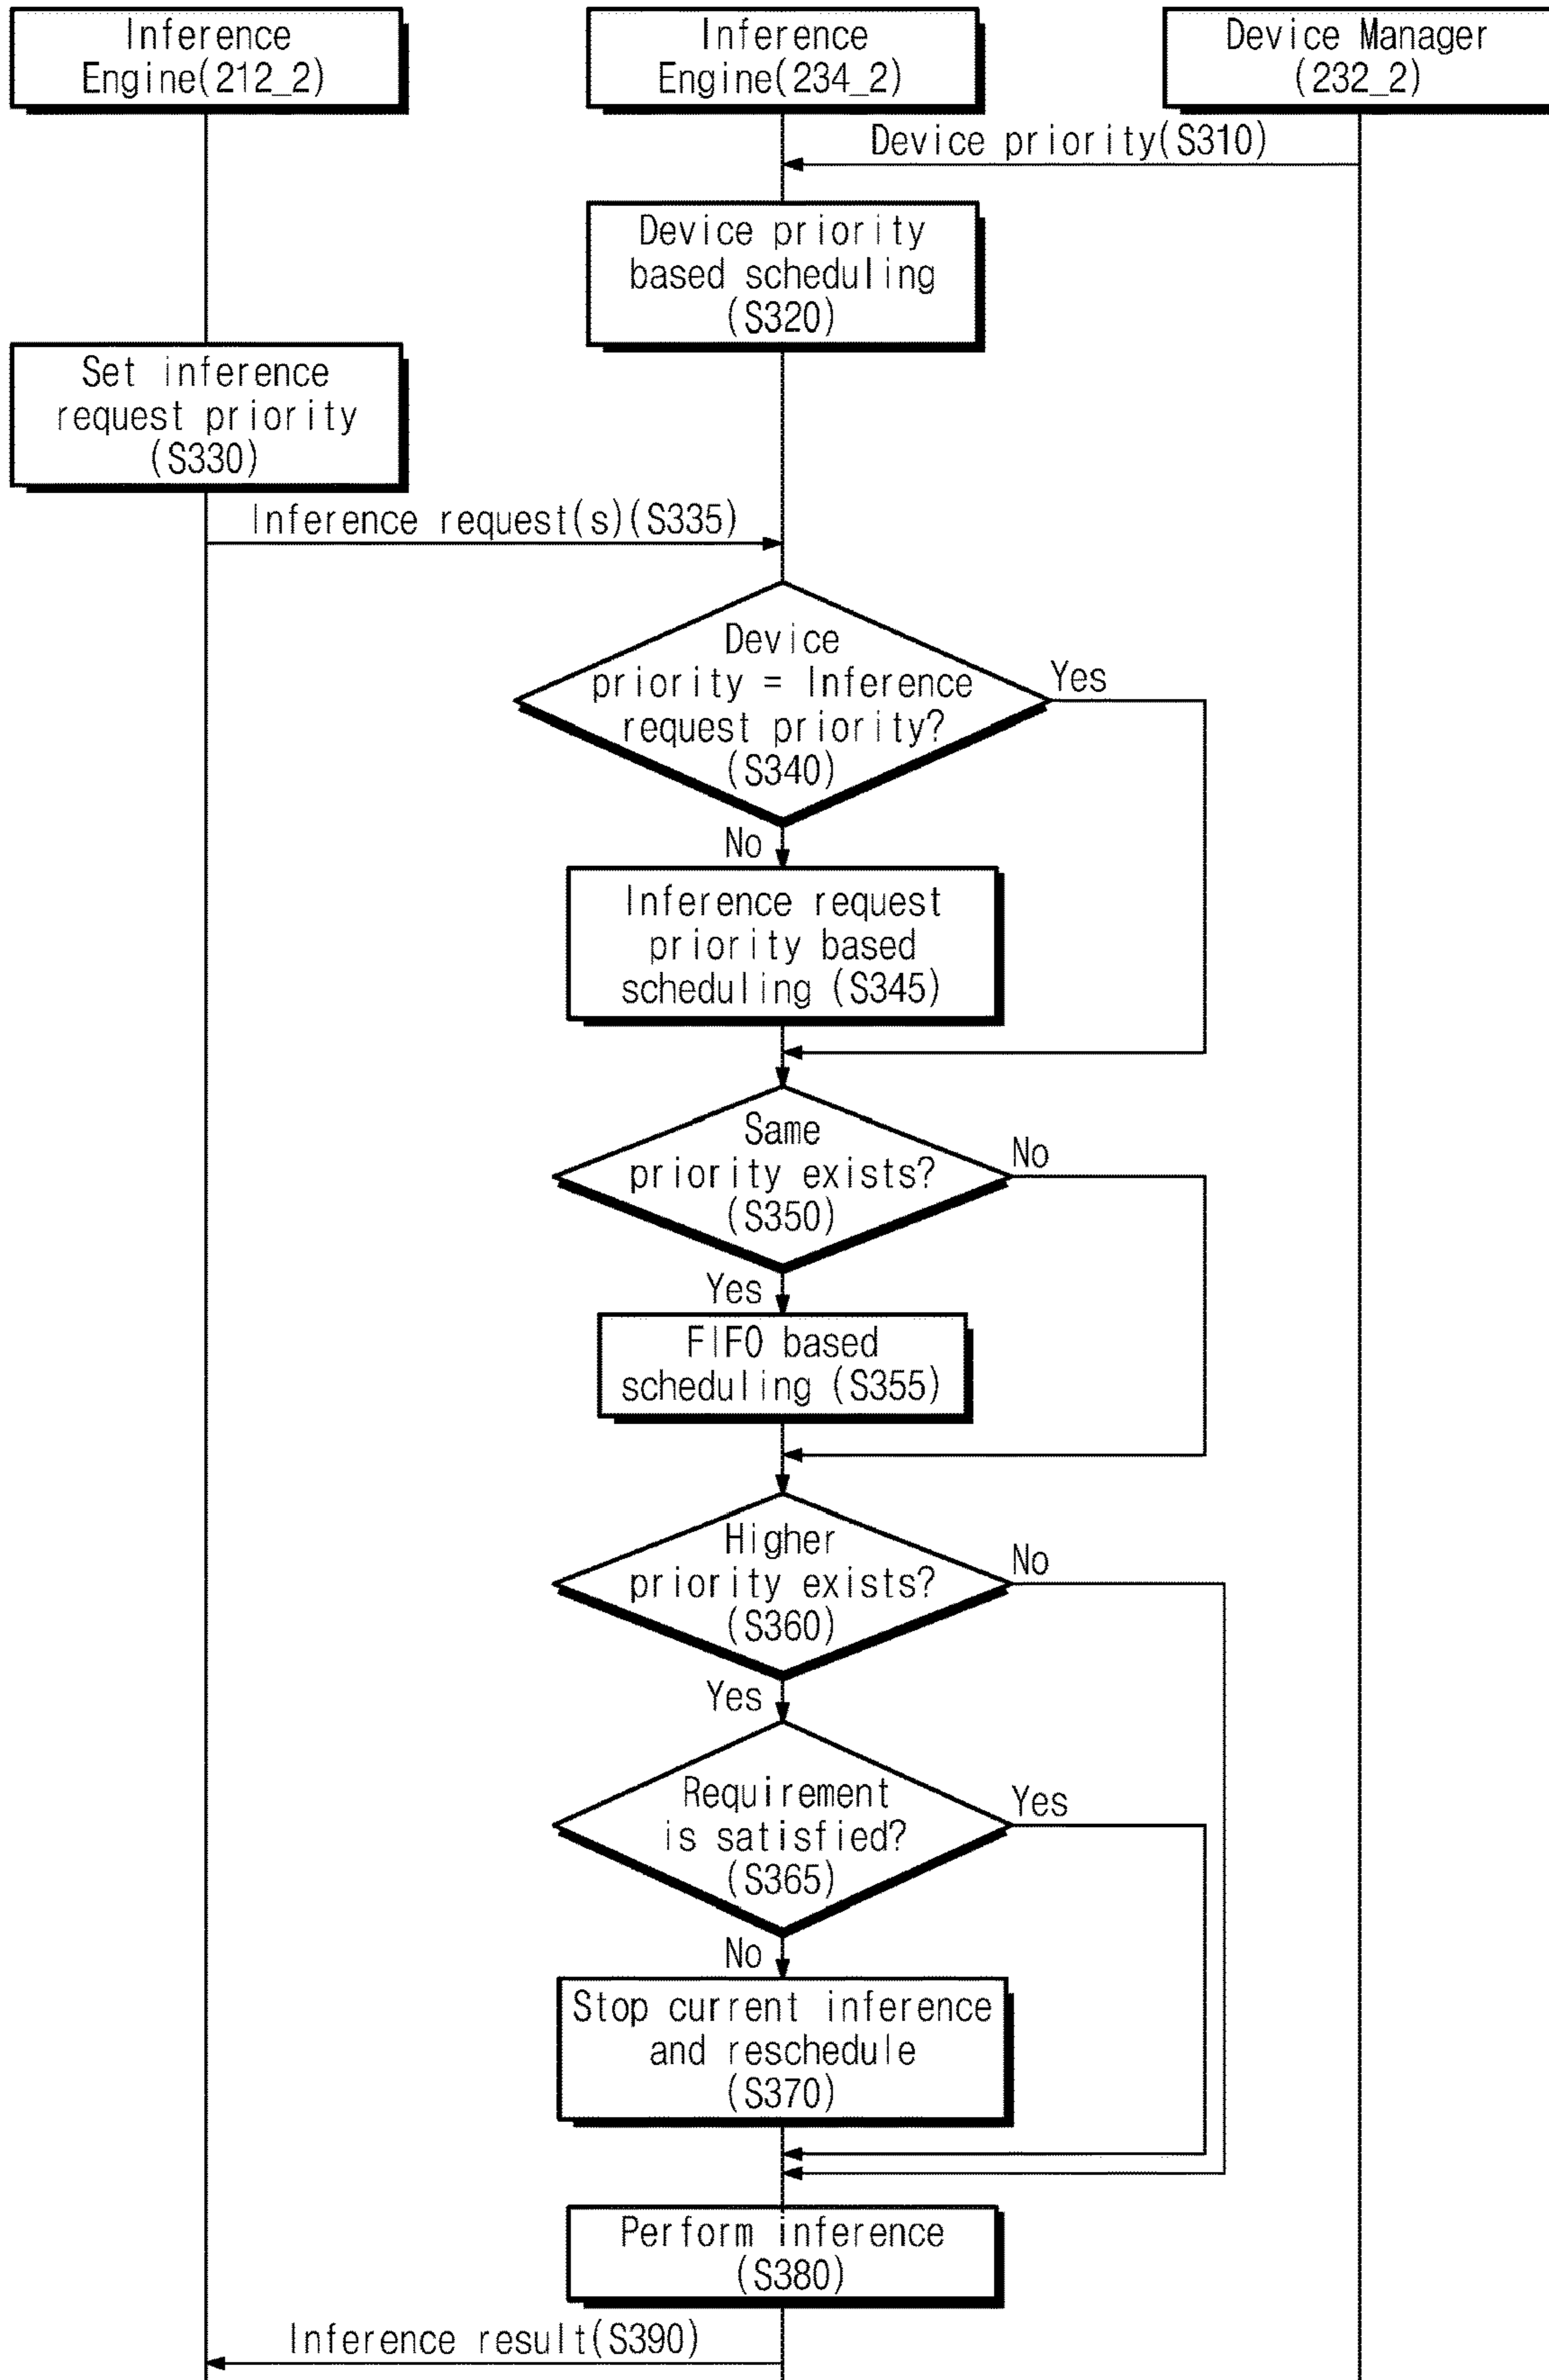 Inference
Engine(212_2)
Inference
Engine(234_2)
Device Manager
(232_2)
Device priority(S310)
Device priority
based scheduling
(S320)
Set inference
request priority
(S330)
Inference request(s)(S335)
Device
priority = Inference
request priority?
(S340)
Yes
No
Inference request
priority based
scheduling (S345)
Same
priority exists?
(S350)
No
Yes
FIFO based
scheduling (S355)
Higher
priority exists?
(S360)
No
Yes
Requirement
is satisfied?
(S365)
Yes
No
Stop current inference
and reschedule
(S370)
Perform inference
(S380)
Inference result(S390)